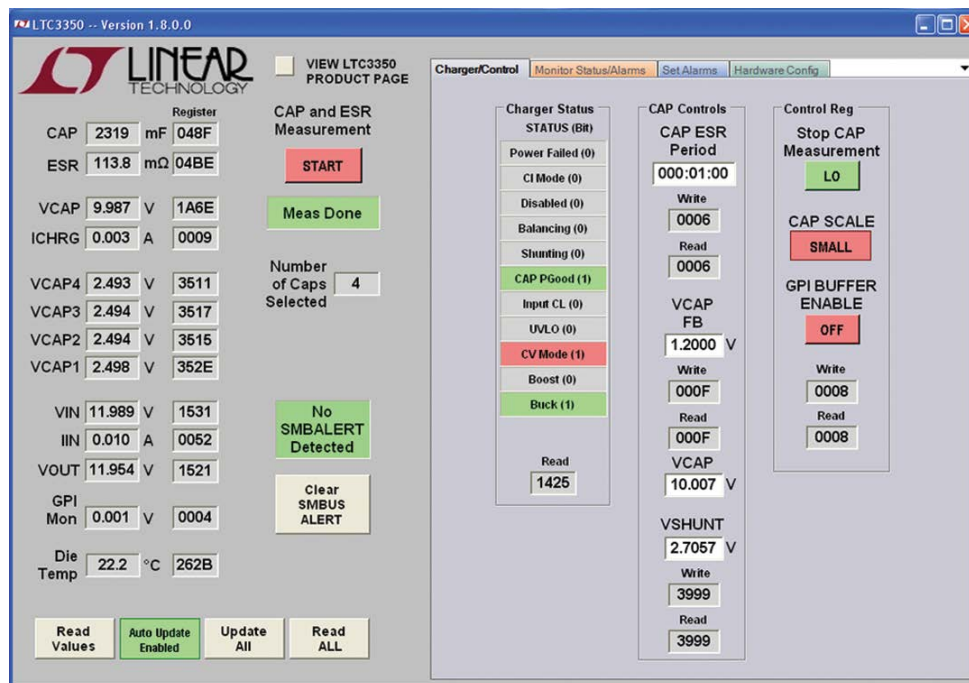 LTC3350 -- Version 1.8.0.0
LINEAR
TECHNOLOGY
VIEW LTC3350
PRODUCT PAGE
Register
CAP 2319 mF 048F
ESR 113.8 mΩ 04BE
VCAP 9.987 V 1A6E
ICHRG 0.003 A 0009
VCAP4 2.493 V 3511
VCAP3 2.494 V 3517
VCAP2 2.494 V 3515
VCAP1 2.498 V 352E
VIN 11.989 V 1531
IIN 0.010 A 0052
VOUT 11.954 V 1521
GPI
Mon 0.001 V 0004
Die
Temp 22.2 °C 262B
CAP and ESR
Measurement
START
Meas Done
Number
of Caps 4
Selected
No
SMBALERT
Detected
Clear
SMBUS
ALERT
Read
Values
Auto Update
Enabled
Update
All
Read
ALL
Charger/Control Monitor Status/Alarms Set Alarms Hardware Config
Charger Status
STATUS (Bit)
Power Failed (0)
CI Mode (0)
Disabled (0)
Balancing (0)
Shunting (0)
CAP PGood (1)
Input CL (0)
UVLO (0)
CV Mode (1)
Boost (0)
Buck (1)
Read
1425
CAP Controls
CAP ESR
Period
000:01:00
Write
0006
Read
0006
VCAP
FB
1.2000 V
Write
000F
Read
000F
VCAP
10.007 V
VSHUNT
2.7057 V
Write
3999
Read
3999
Control Reg
Stop CAP
Measurement
LO
CAP SCALE
SMALL
GPI BUFFER
ENABLE
OFF
Write
0008
Read
0008